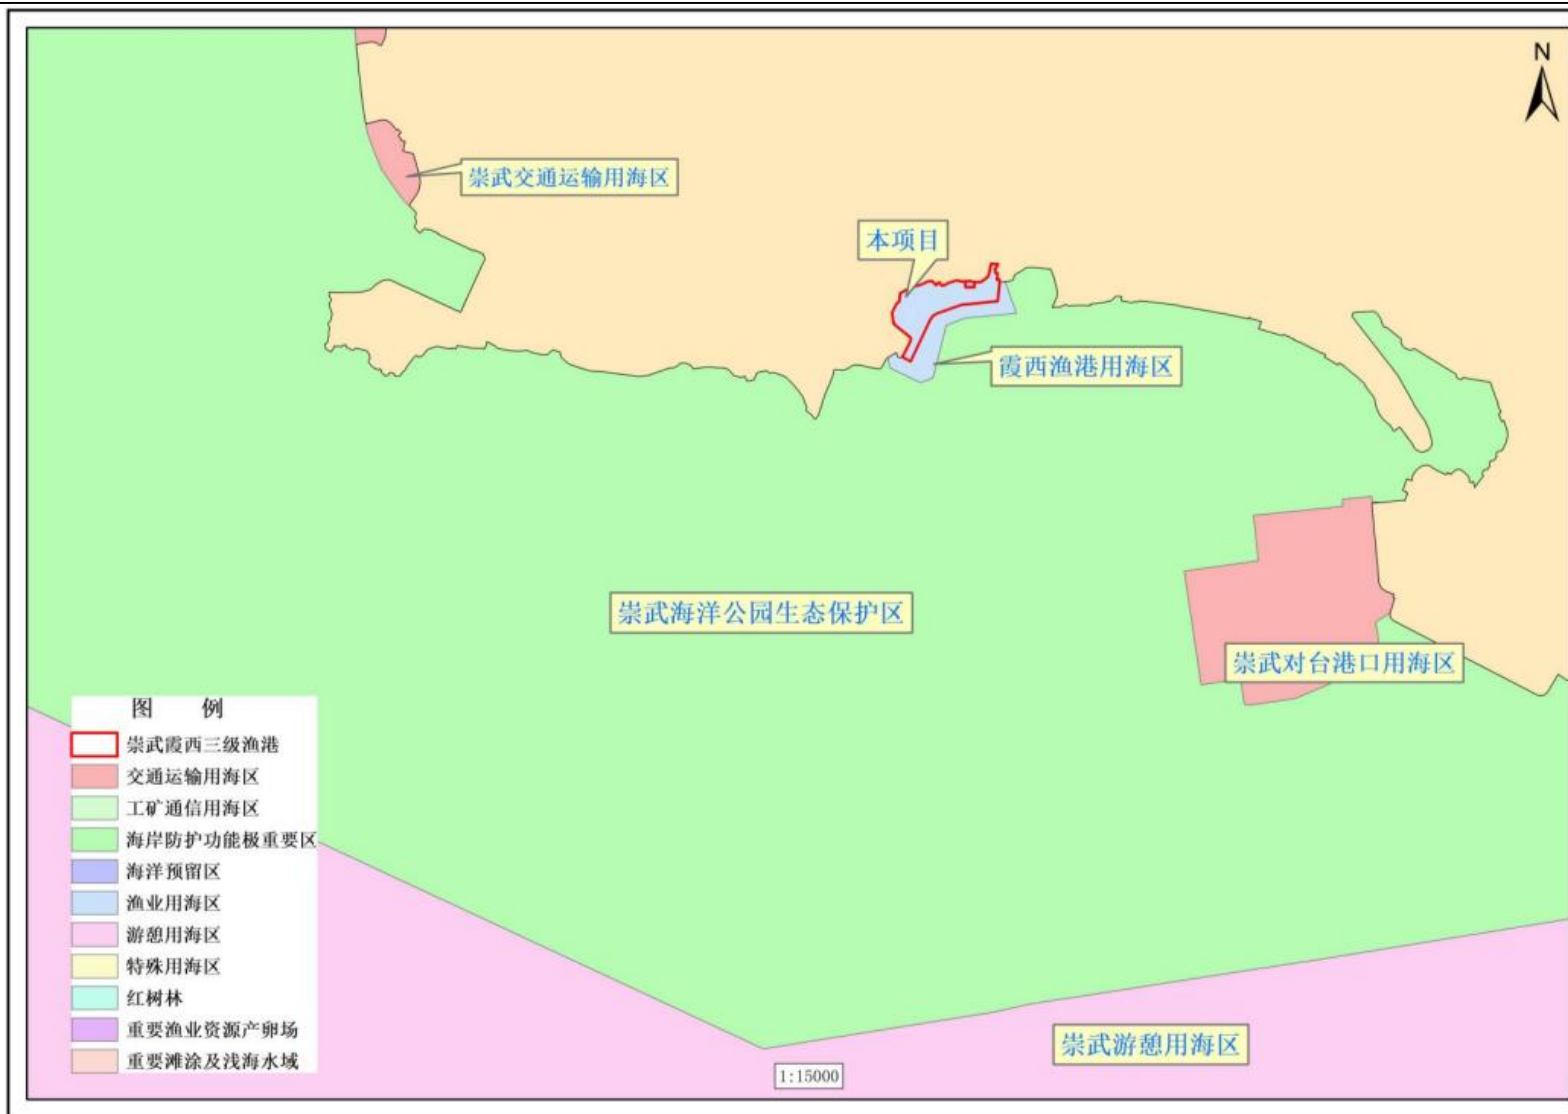 N
崇武交通运输用海区
本项目
霞西渔港用海区
崇武海洋公园生态保护区
崇武对台港口用海区
图 例
崇武霞西三级渔港
交通运输用海区
工矿通信用海区
海岸防护功能极重要区
海洋预留区
渔业用海区
游憩用海区
特殊用海区
红树林
重要渔业资源产卵场
重要滩涂及浅海水域
崇武游憩用海区
1:15000